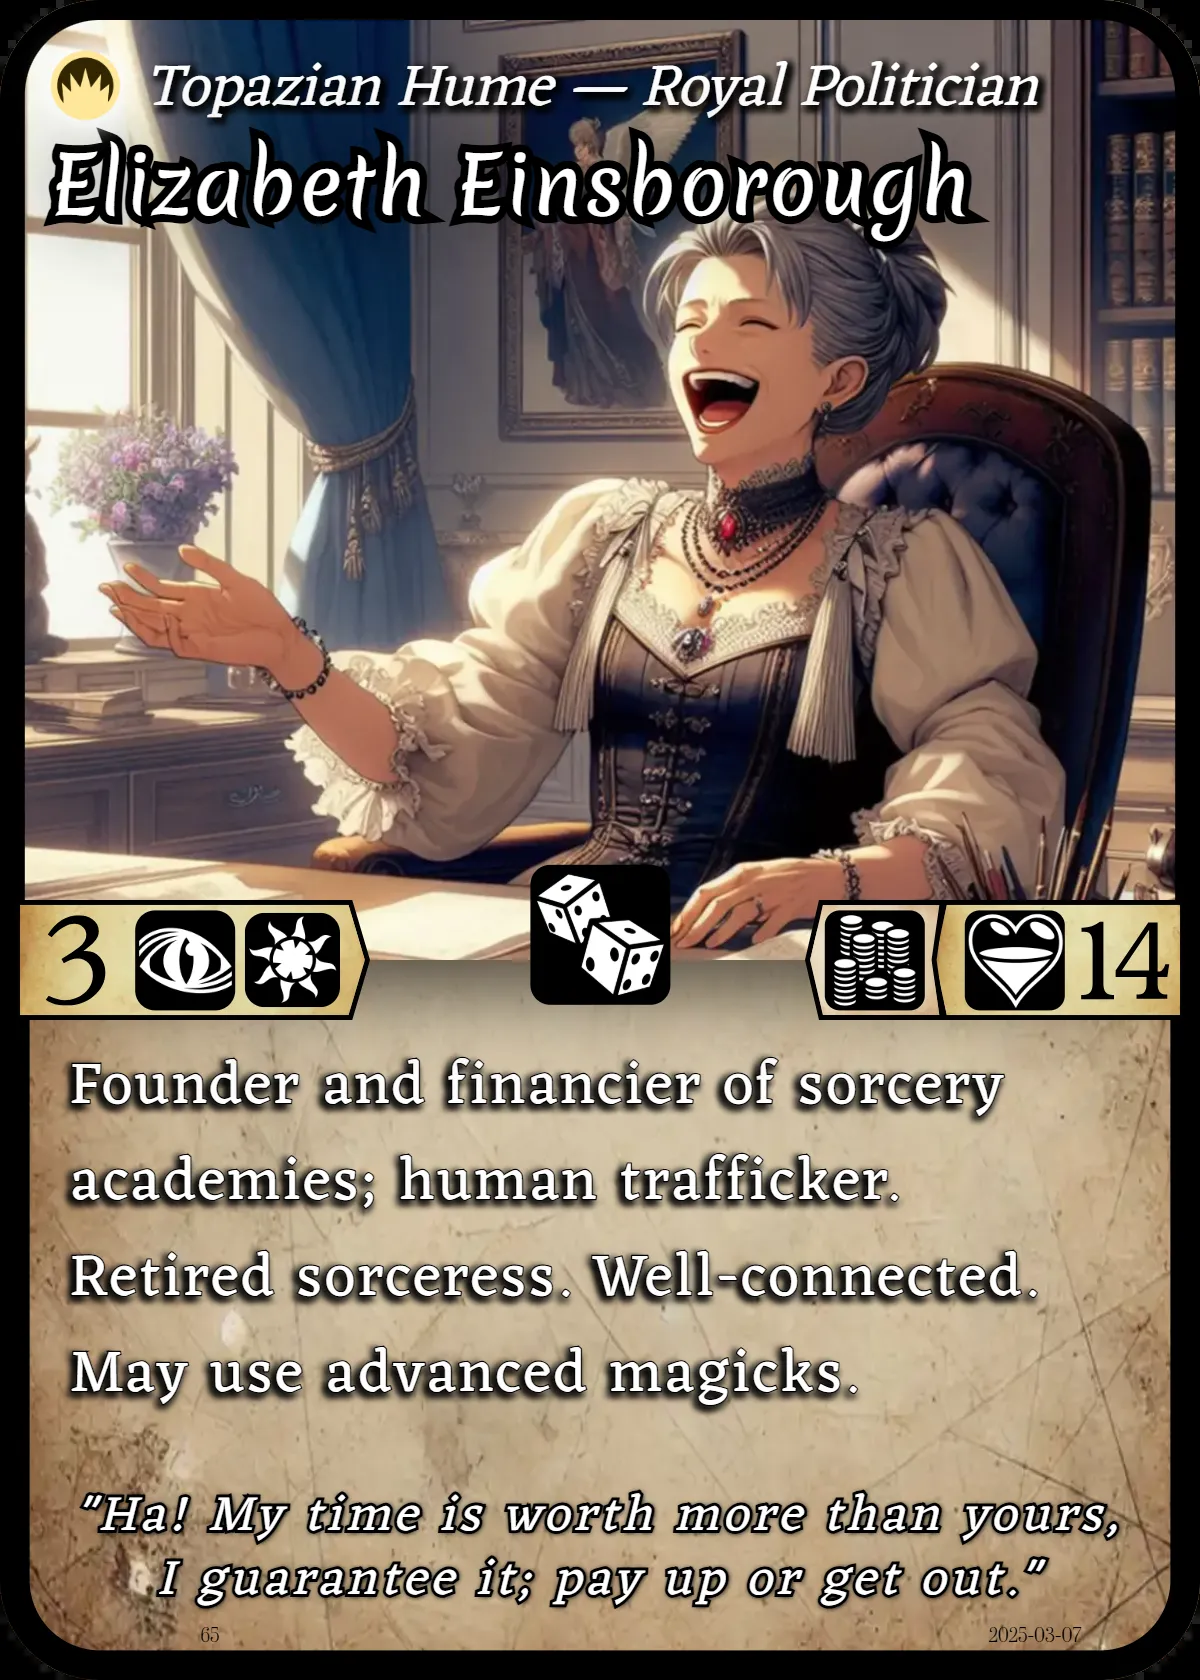 Topazian Hume — Royal Politician
Elizabeth Einsborough
3
14
Founder and financier of sorcery
academies; human trafficker.
Retired sorceress. Well-connected.
May use advanced magicks.
"Ha! My time is worth more than yours,
I guarantee it; pay up or get out."
65
2025-03-07